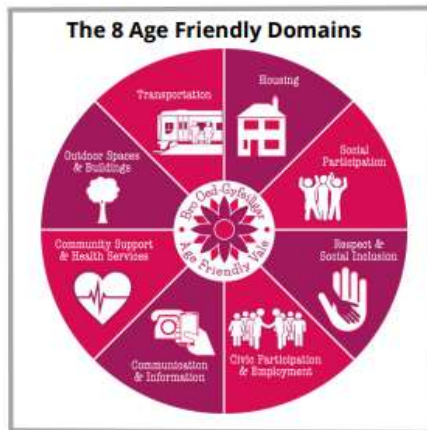 The 8 Age Friendly Domains
Housing
Social
Participation
Respect &
Social Inclusion
Civic Participation
& Employment
Communication
& Information
Community Support
& Health Services
Outdoor Spaces
& Buildings
Transportation
Bro Oed-Gyfeillgar
Age Friendly Vale